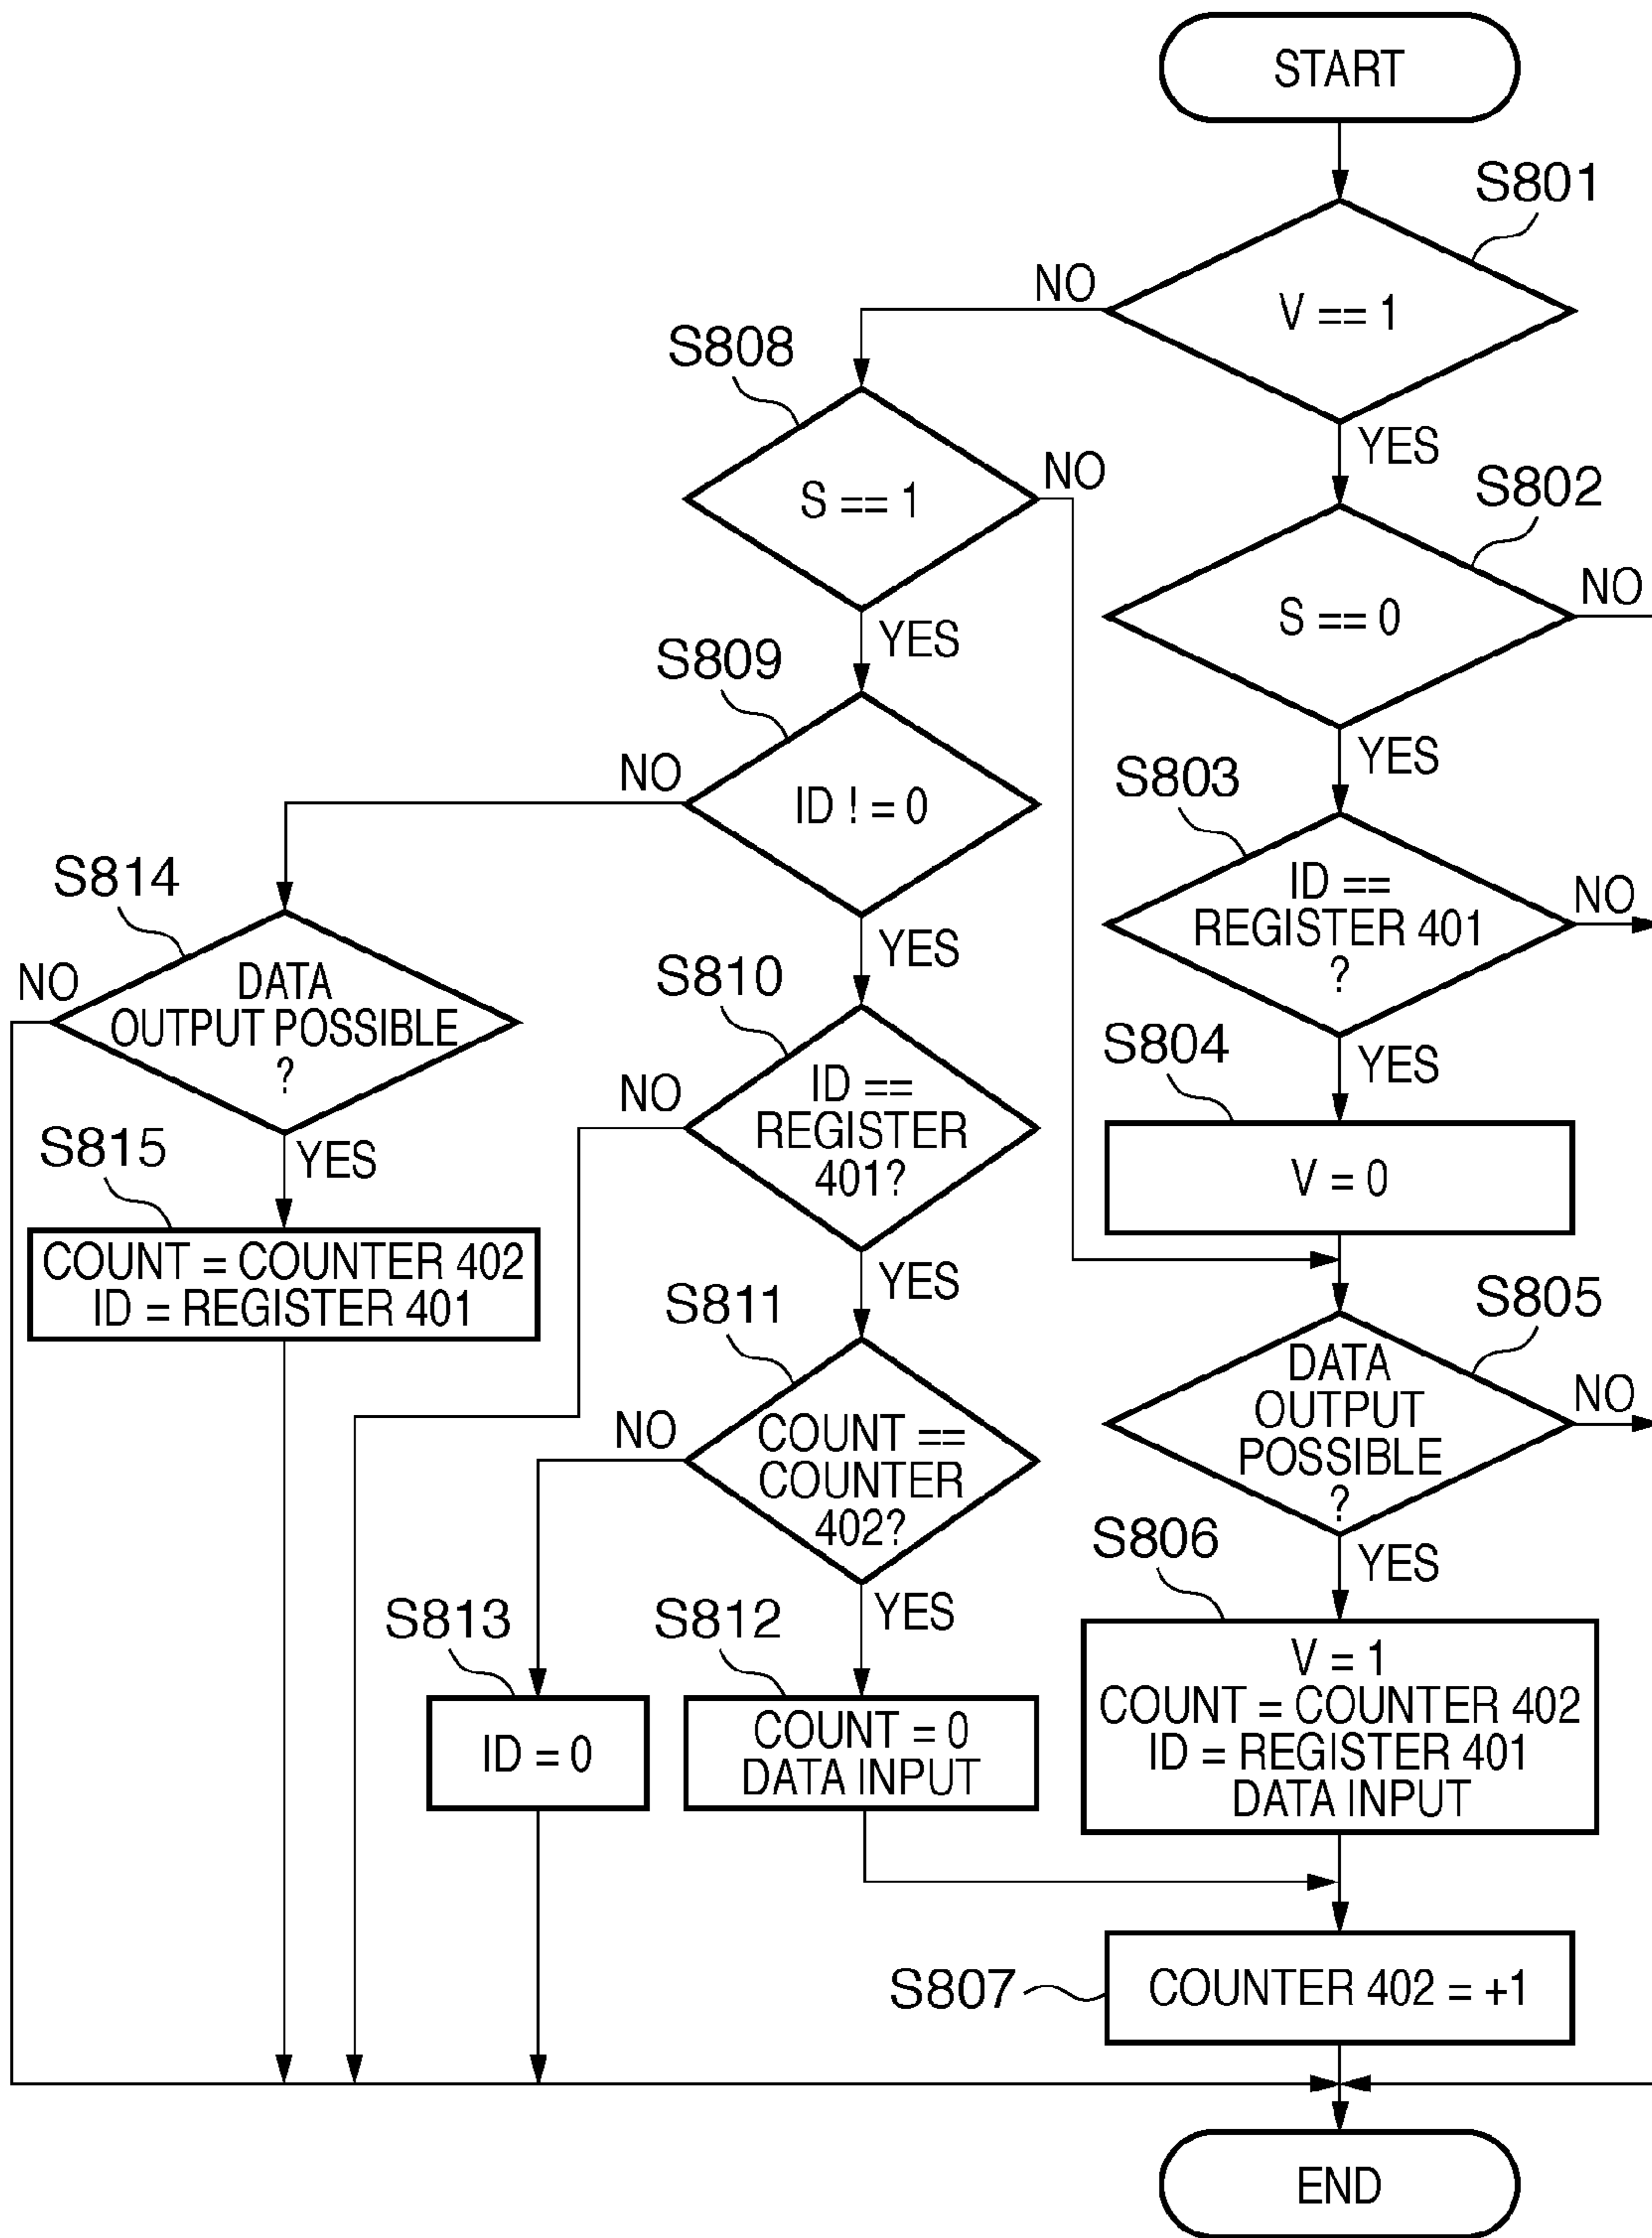 START
S801
V == 1
NO
YES
S808
S == 1
NO
YES
S802
S == 0
NO
YES
S809
ID ! = 0
NO
YES
S803
ID ==
REGISTER 401
?
NO
YES
S814
DATA
OUTPUT POSSIBLE
?
NO
YES
S810
ID ==
REGISTER
401?
NO
YES
S804
V = 0
S815
COUNT = COUNTER 402
ID = REGISTER 401
S811
COUNT ==
COUNTER
402?
NO
YES
S805
DATA
OUTPUT
POSSIBLE
?
NO
YES
S813
ID = 0
S812
COUNT = 0
DATA INPUT
S806
V = 1
COUNT = COUNTER 402
ID = REGISTER 401
DATA INPUT
S807
COUNTER 402 = +1
END